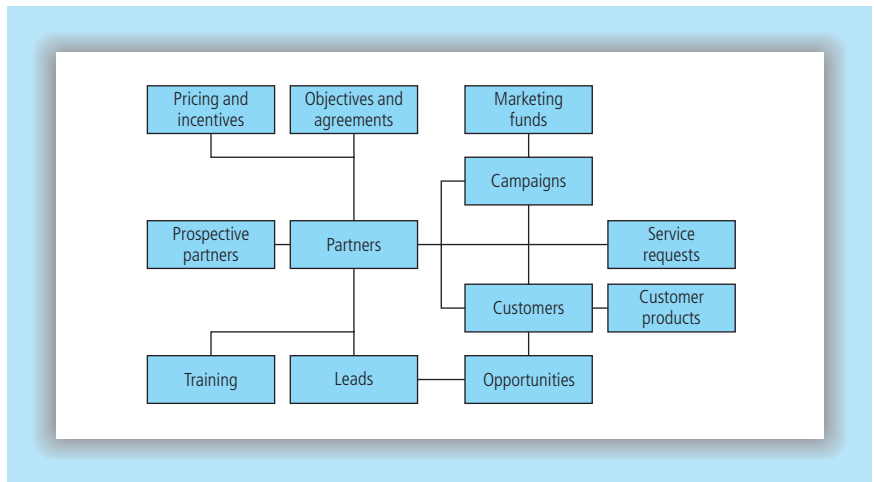 Pricing and
incentives
Objectives and
agreements
Marketing
funds
Campaigns
Prospective
partners
Partners
Service
requests
Customers
Customer
products
Training
Leads
Opportunities